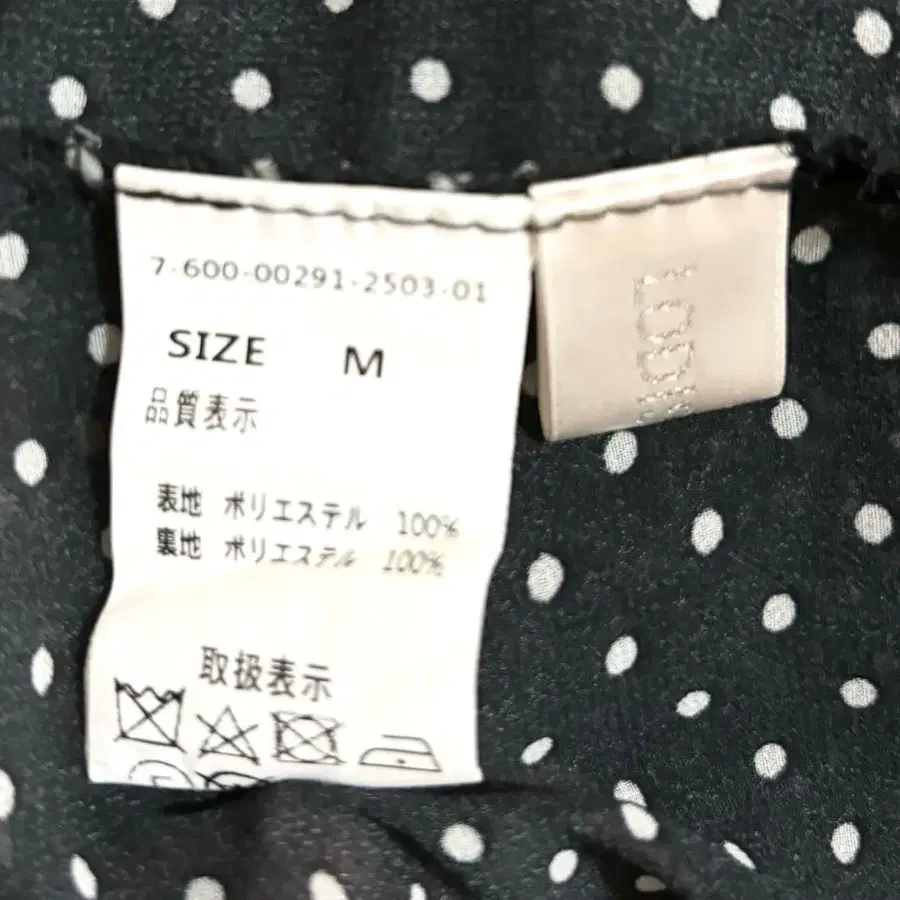 7-600-00291-2503-01
SIZE M
品質表示
表地 ポリエステル 100%
裏地 ポリエステル 100%
取扱表示